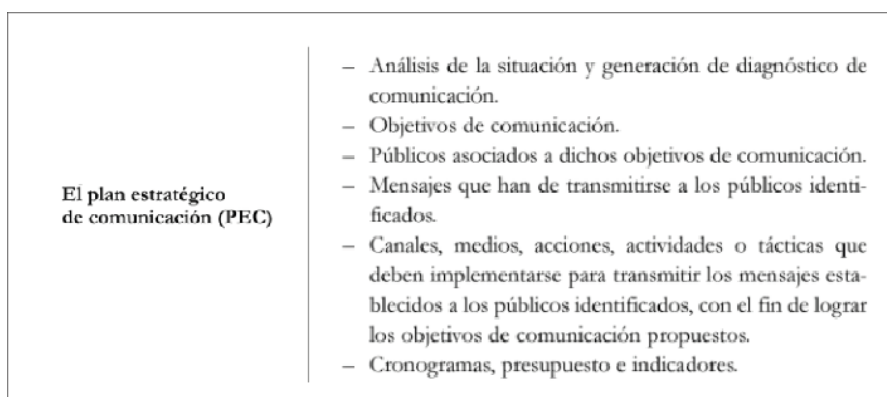 El plan estratégico
de comunicación (PEC)
– Análisis de la situación y generación de diagnóstico de
comunicación.
– Objetivos de comunicación.
– Públicos asociados a dichos objetivos de comunicación.
– Mensajes que han de transmitirse a los públicos identi-
ficados.
– Canales, medios, acciones, actividades o tácticas que
deben implementarse para transmitir los mensajes esta-
blecidos a los públicos identificados, con el fin de lograr
los objetivos de comunicación propuestos.
– Cronogramas, presupuesto e indicadores.